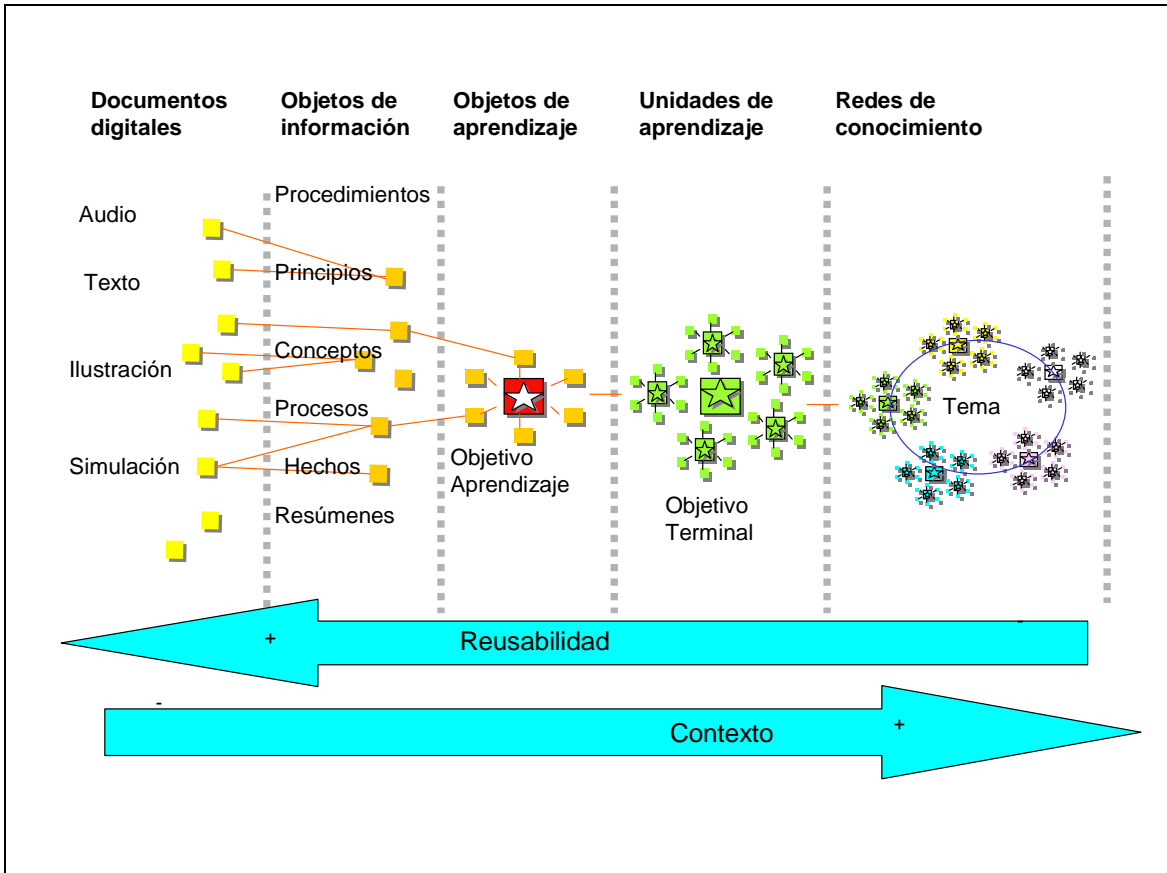 Documentos
digitales
Objetos de
información
Objetos de
aprendizaje
Unidades de
aprendizaje
Redes de
conocimiento
Audio
Texto
Ilustración
Simulación
Procedimientos
Principios
Conceptos
Procesos
Hechos
Resúmenes
Objetivo
Aprendizaje
Objetivo
Terminal
Tema
+ Reusabilidad -
- Contexto +